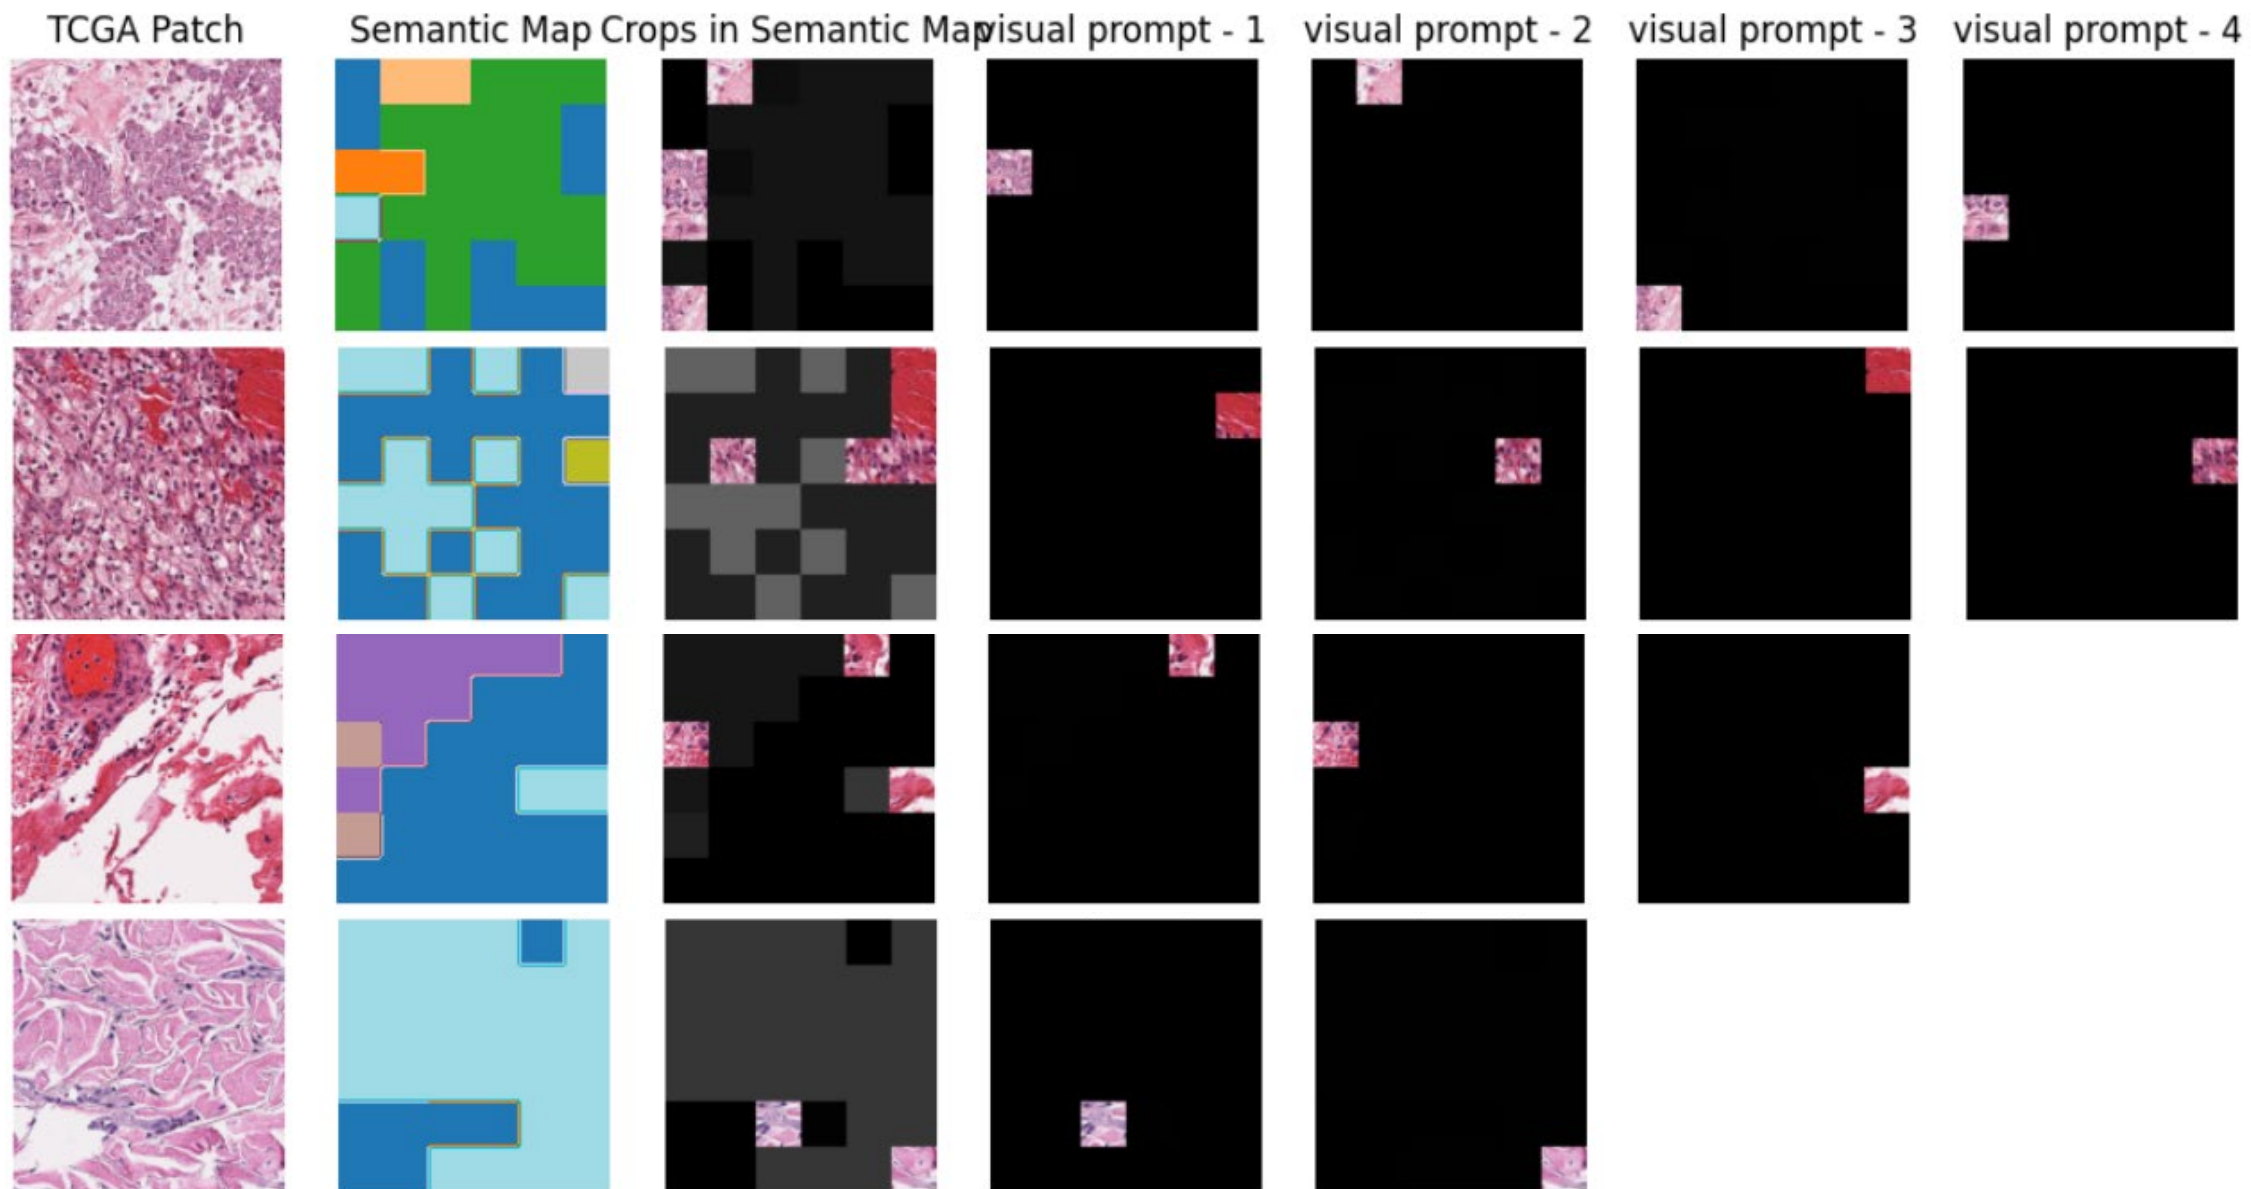 TCGA Patch
Semantic Map
Crops in Semantic Map
visual prompt - 1
visual prompt - 2
visual prompt - 3
visual prompt - 4